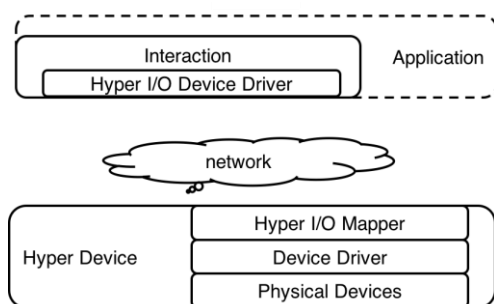 Interaction
Application
Hyper I/O Device Driver
network
Hyper I/O Mapper
Hyper Device
Device Driver
Physical Devices